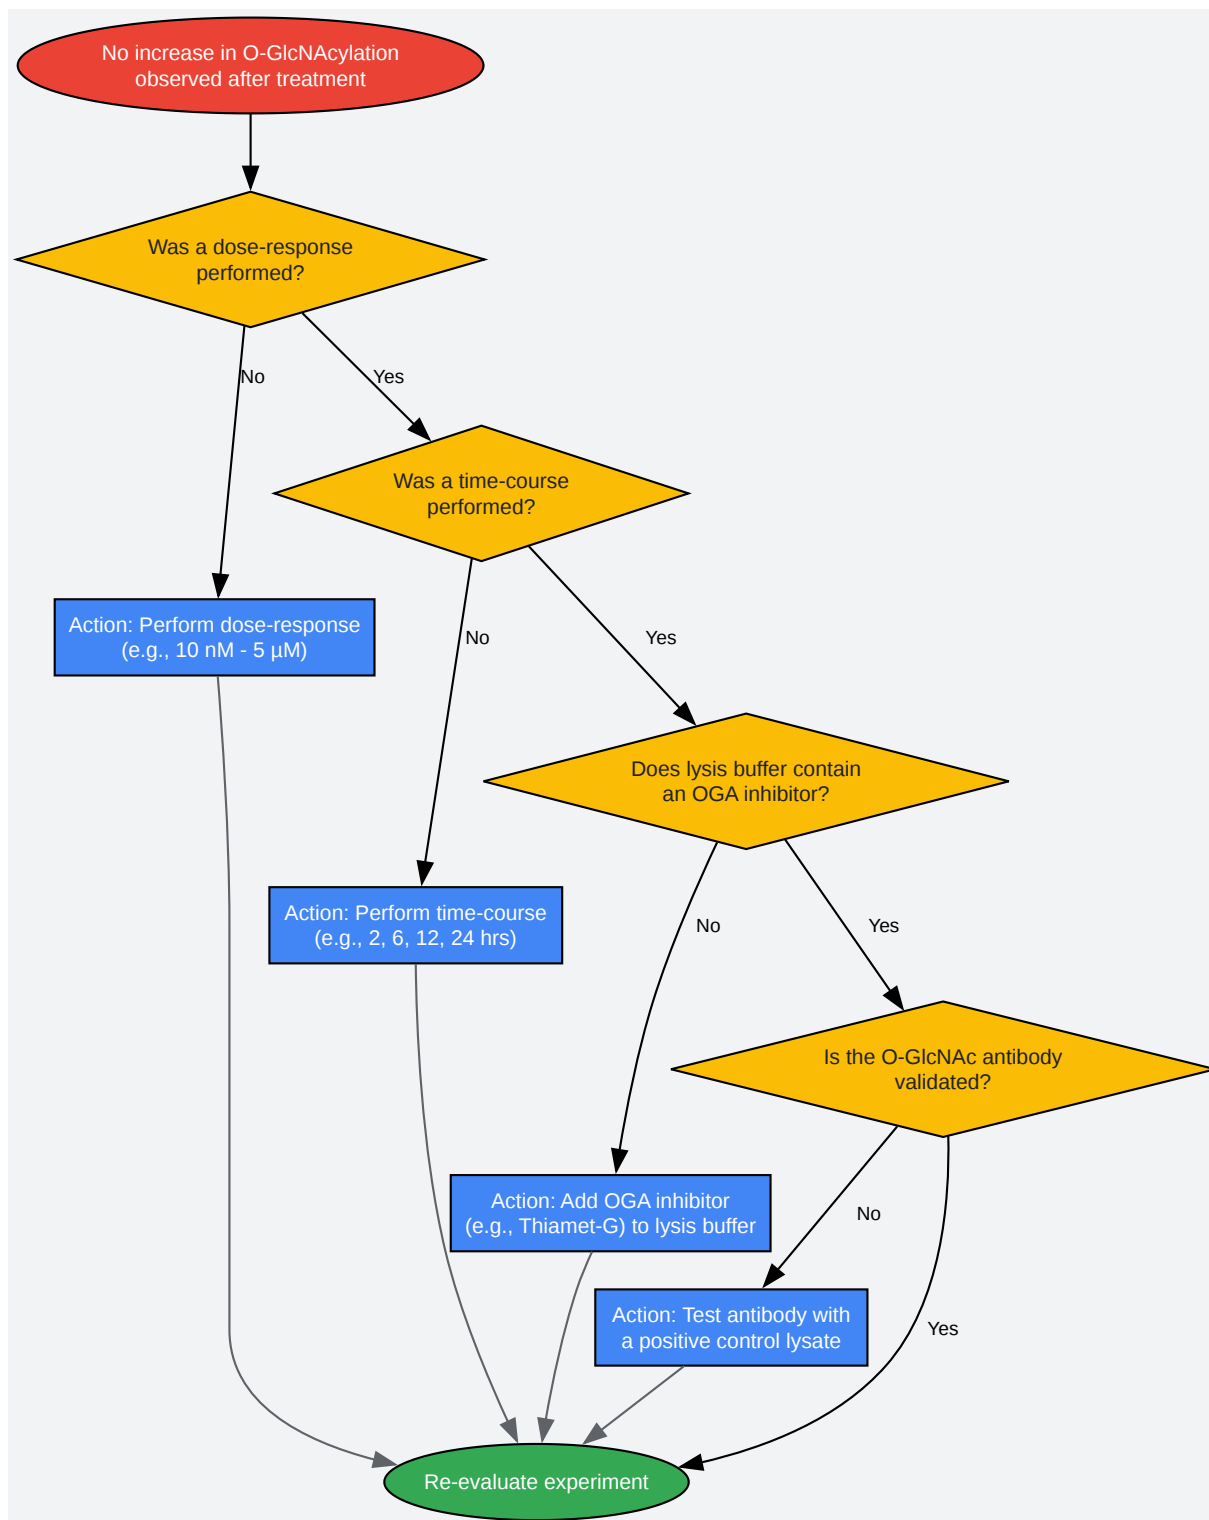 No increase in O-GlcNAcylation
observed after treatment
Was a dose-response
performed?
No
Yes
Was a time-course
performed?
Action: Perform dose-response
(e.g., 10 nM - 5 µM)
No
Yes
Does lysis buffer contain
an OGA inhibitor?
Action: Perform time-course
(e.g., 2, 6, 12, 24 hrs)
No
Yes
Is the O-GlcNAc antibody
validated?
Action: Add OGA inhibitor
(e.g., Thiamet-G) to lysis buffer
No
Action: Test antibody with
a positive control lysate
Yes
Re-evaluate experiment